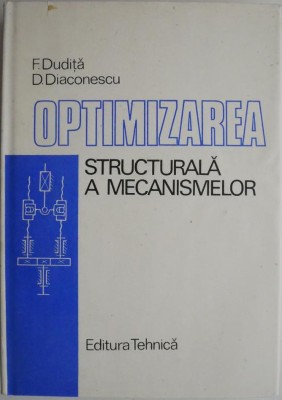 F. Dudiță
D. Diaconescu
OPTIMIZAREA
STRUCTURALĂ
A MECANISMELOR
Editura Tehnică